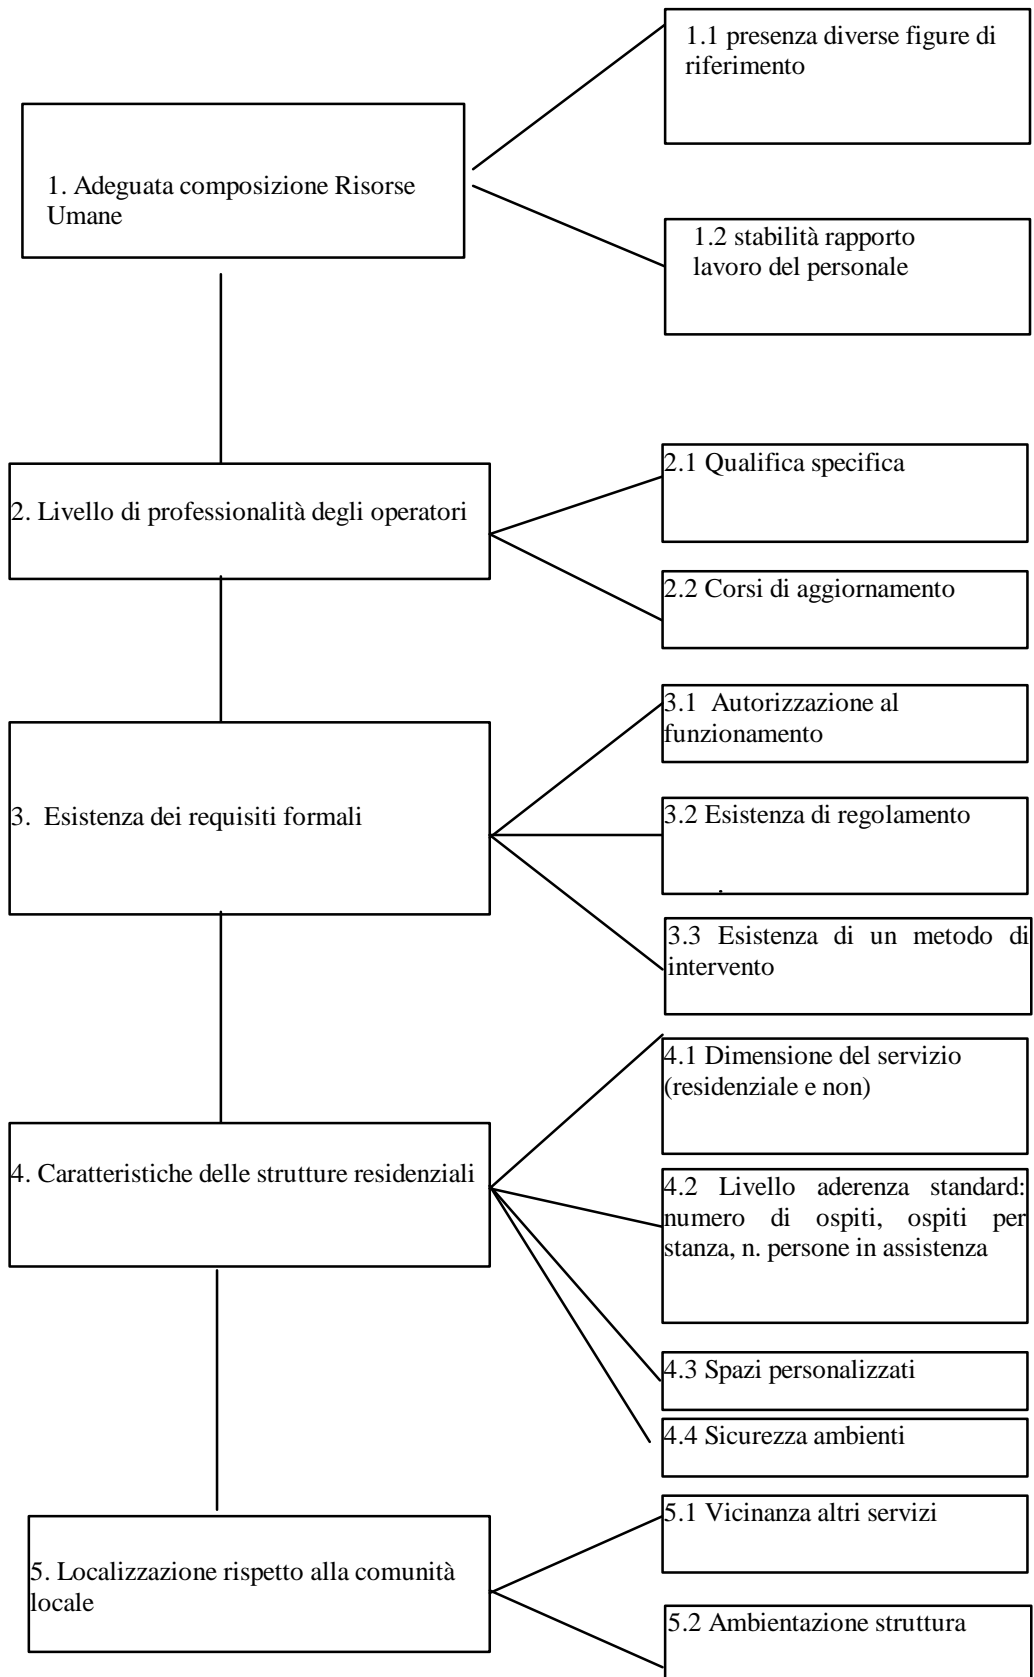 1.1 presenza diverse figure di
riferimento
1. Adeguata composizione Risorse
Umane
1.2 stabilità rapporto
lavoro del personale
2. Livello di professionalità degli operatori
2.1 Qualifica specifica
2.2 Corsi di aggiornamento
3. Esistenza dei requisiti formali
3.1 Autorizzazione al
funzionamento
3.2 Esistenza di regolamento
.
3.3 Esistenza di un metodo di
intervento
4. Caratteristiche delle strutture residenziali
4.1 Dimensione del servizio
(residenziale e non)
4.2 Livello aderenza standard:
numero di ospiti, ospiti per
stanza, n. persone in assistenza
4.3 Spazi personalizzati
4.4 Sicurezza ambienti
5. Localizzazione rispetto alla comunità
locale
5.1 Vicinanza altri servizi
5.2 Ambientazione struttura